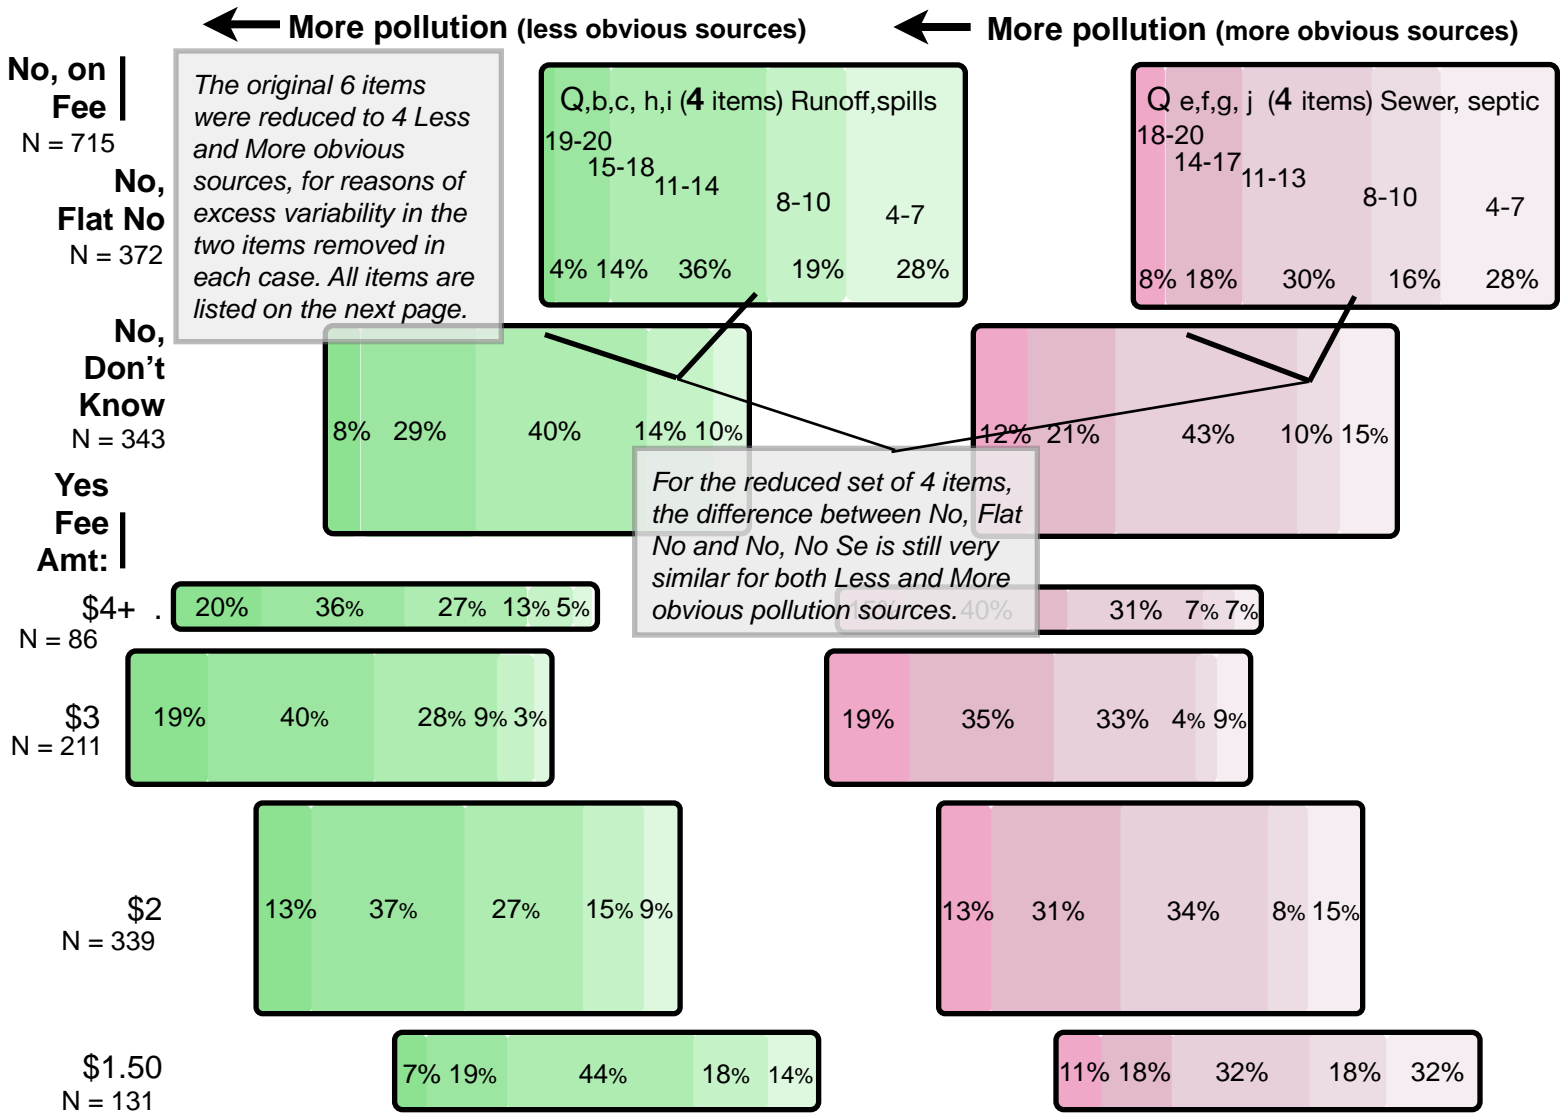 More pollution (less obvious sources)
More pollution (more obvious sources)
No, on
Fee
N = 715
No,
Flat No
N = 372
The original 6 items
were reduced to 4 Less
and More obvious
sources, for reasons of
excess variability in the
two items removed in
each case. All items are
listed on the next page.
Q,b,c, h,i (4 items) Runoff,spills
19-20
15-18
11-14
8-10
4-7
4% 14% 36% 19% 28%
Q e,f,g, j (4 items) Sewer, septic
18-20
14-17
11-13
8-10
4-7
8% 18% 30% 16% 28%
No,
Don’t
Know
N = 343
8% 29% 40% 14% 10%
12% 21% 43% 10% 15%
For the reduced set of 4 items,
the difference between No, Flat
No and No, No Se is still very
similar for both Less and More
obvious pollution sources.
Yes
Fee
Amt:
$4+ .
N = 86
20% 36% 27% 13% 5%
15% 40% 31% 7% 7%
$3
N = 211
19% 40% 28% 9% 3%
19% 35% 33% 4% 9%
$2
N = 339
13% 37% 27% 15% 9%
13% 31% 34% 8% 15%
$1.50
N = 131
7% 19% 44% 18% 14%
11% 18% 32% 18% 32%